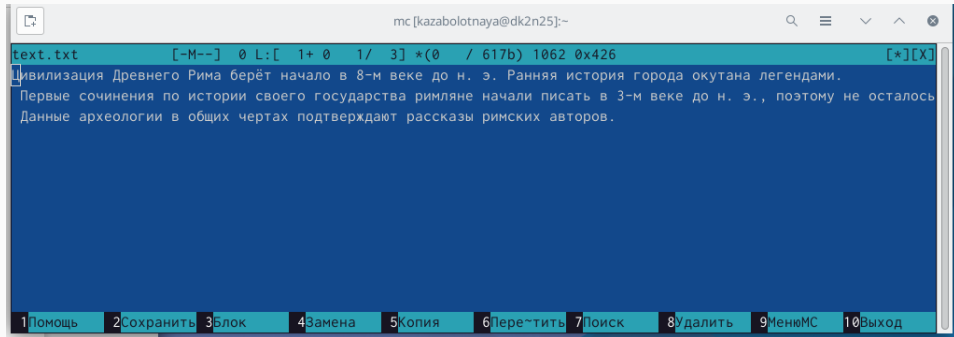 mc [kazabolotnaya@dk2n25]:~
text.txt [-M--] 0 L:[ 1+ 0 1/ 3] *(0 / 617b) 1062 0x426 [*][X]
Цивилизация Древнего Рима берёт начало в 8-м веке до н. э. Ранняя история города окутана легендами.
Первые сочинения по истории своего государства римляне начали писать в 3-м веке до н. э., поэтому не осталось
Данные археологии в общих чертах подтверждают рассказы римских авторов.
1Помощь 2Сохранить 3Блок 4Замена 5Копия 6Пере~тить 7Поиск 8Удалить 9МенюMC 10Выход